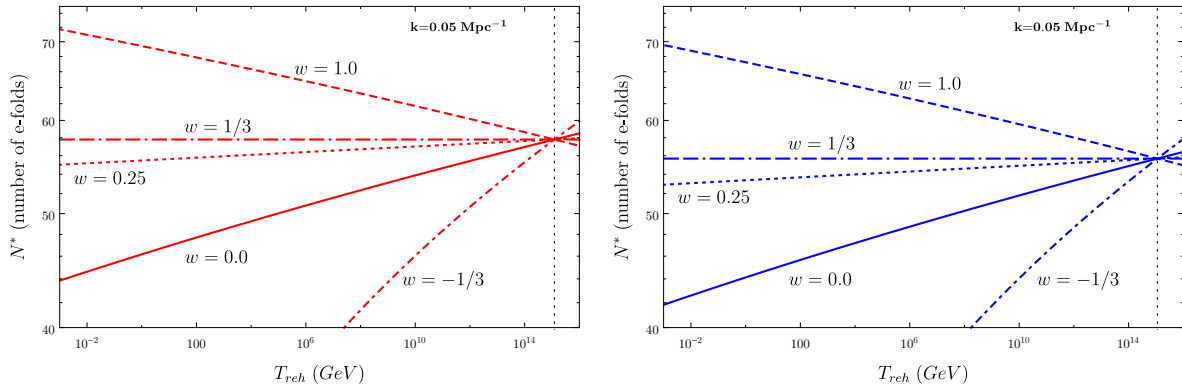 k=0.05 Mpc⁻¹
N* (number of e-folds)
70
60
50
40
w = 1.0
w = 1/3
w = 0.25
w = 0.0
w = −1/3
10⁻²
100
10⁶
10¹⁰
10¹⁴
T_reh (GeV)
k=0.05 Mpc⁻¹
N* (number of e-folds)
70
60
50
40
w = 1.0
w = 1/3
w = 0.25
w = 0.0
w = −1/3
10⁻²
100
10⁶
10¹⁰
10¹⁴
T_reh (GeV)